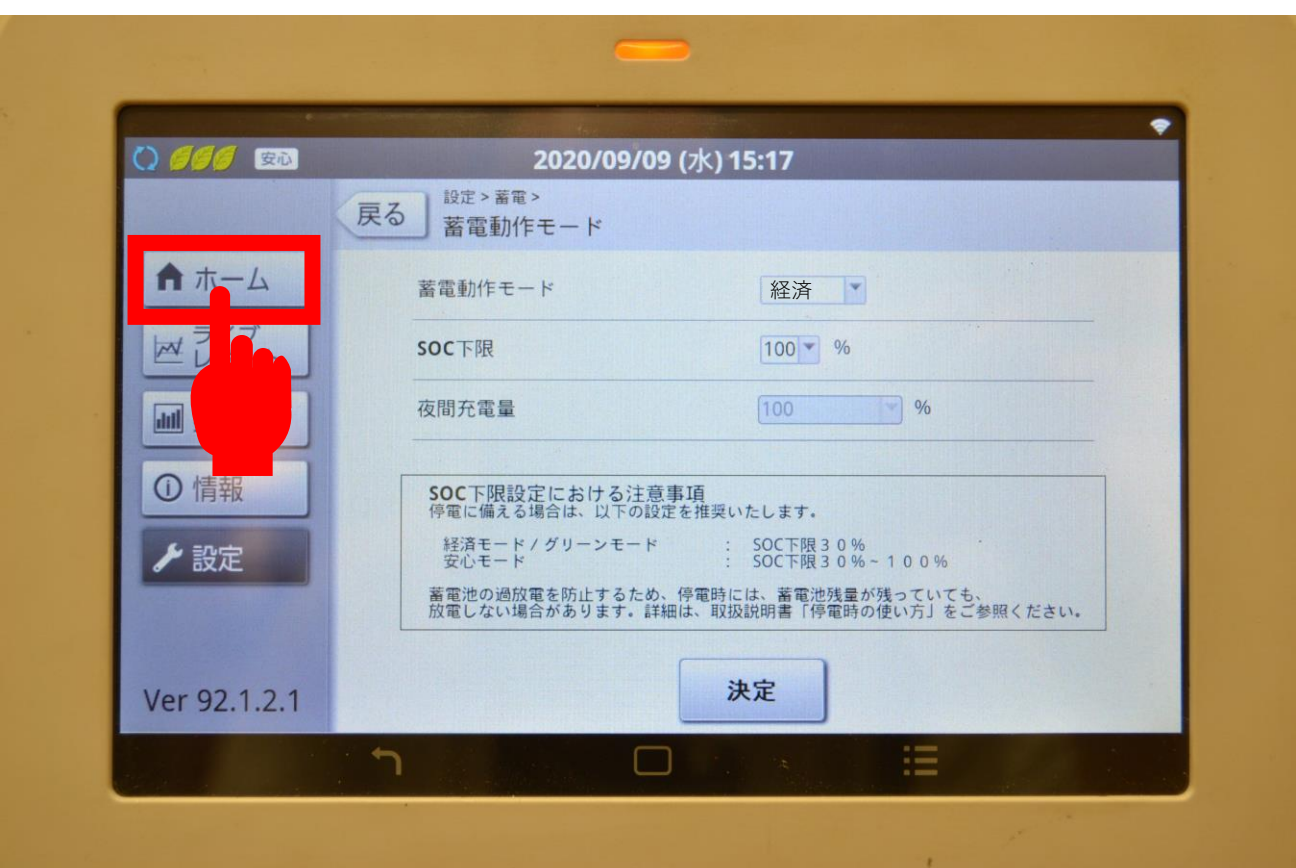 安心
2020/09/09 (水) 15:17
戻る
設定 > 蓄電 >
蓄電動作モード
ホーム
情報
設定
Ver 92.1.2.1
蓄電動作モード 経済
SOC下限 100 %
夜間充電量 100 %
SOC下限設定における注意事項
停電に備える場合は、以下の設定を推奨いたします。
経済モード / グリーンモード : SOC下限30%
安心モード : SOC下限30%~100%
蓄電池の過放電を防止するため、停電時には、蓄電池残量が残っていても、
放電しない場合があります。詳細は、取扱説明書「停電時の使い方」をご参照ください。
決定